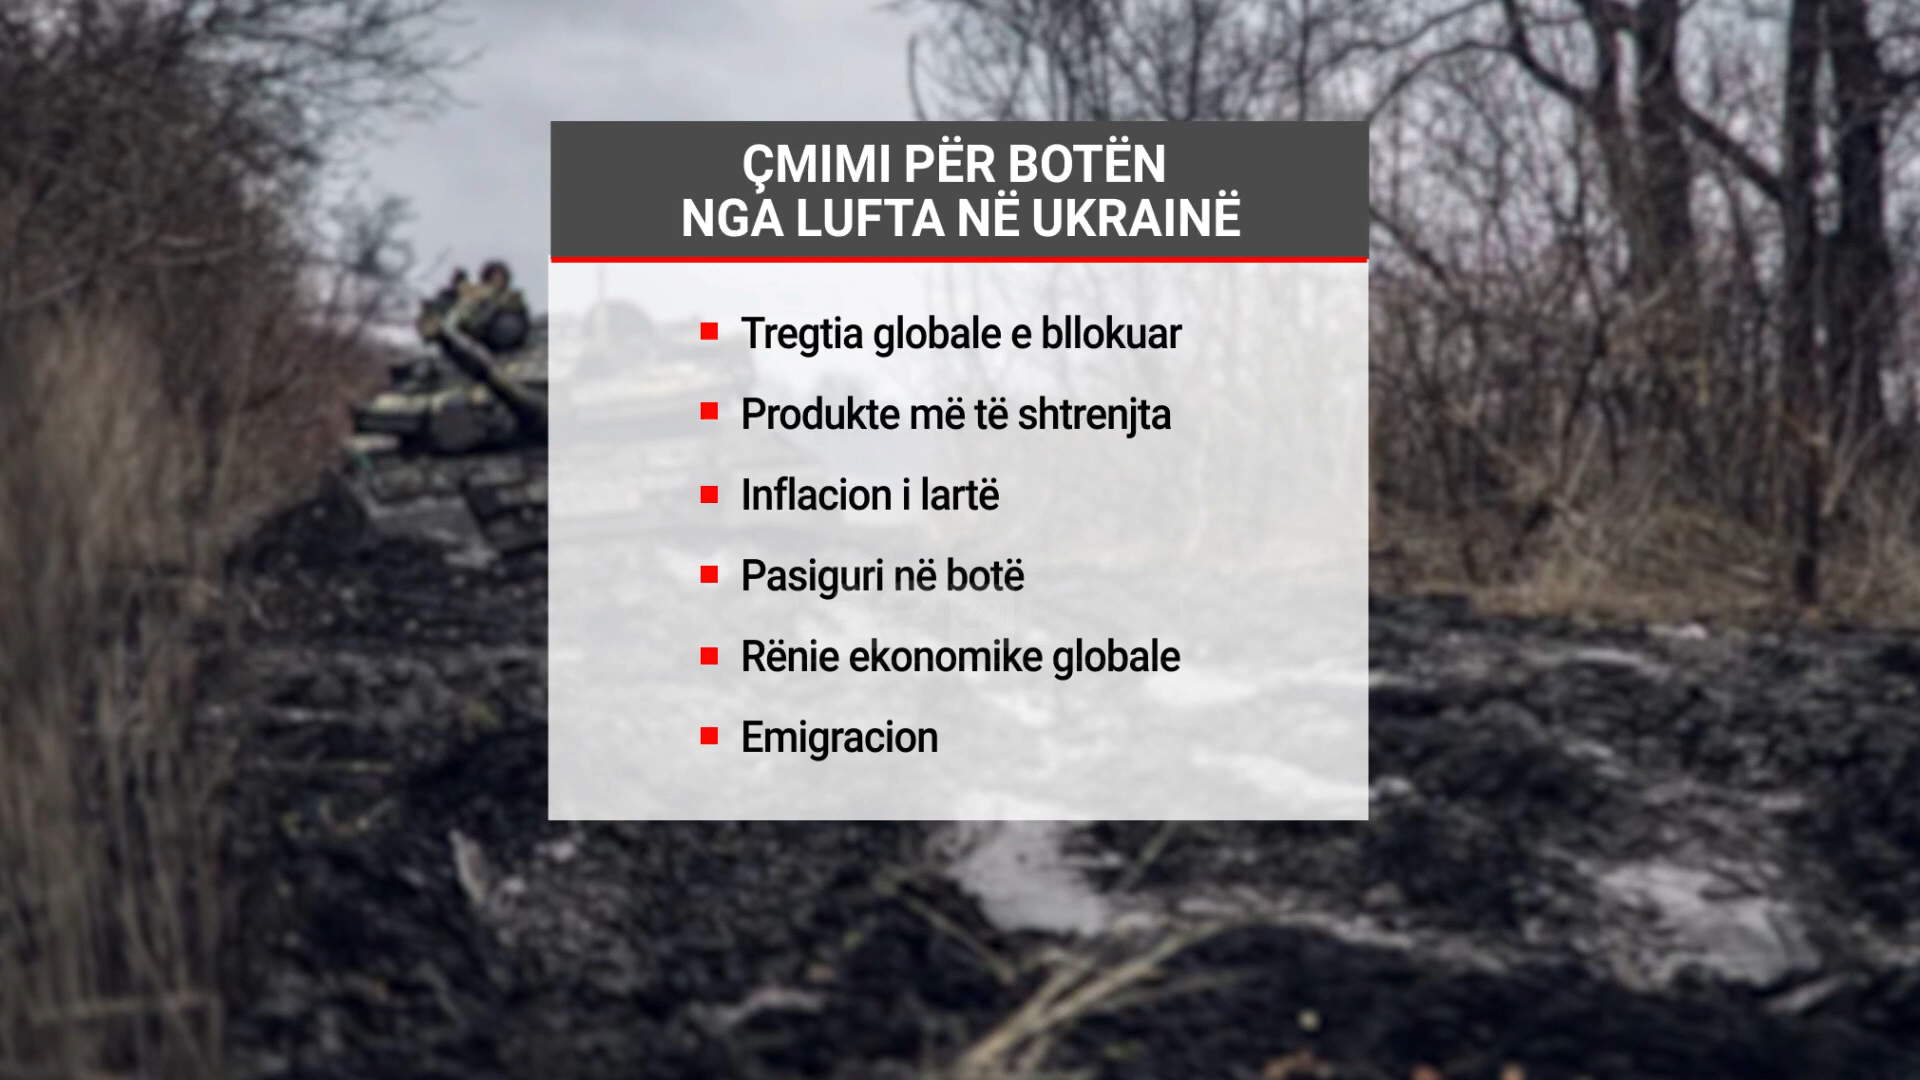 ÇMIMI PËR BOTËN
NGA LUFTA NË UKRAINË
Tregtia globale e bllokuar
Produkte më të shtrenjta
Inflacion i lartë
Pasiguri në botë
Rënie ekonomike globale
Emigracion